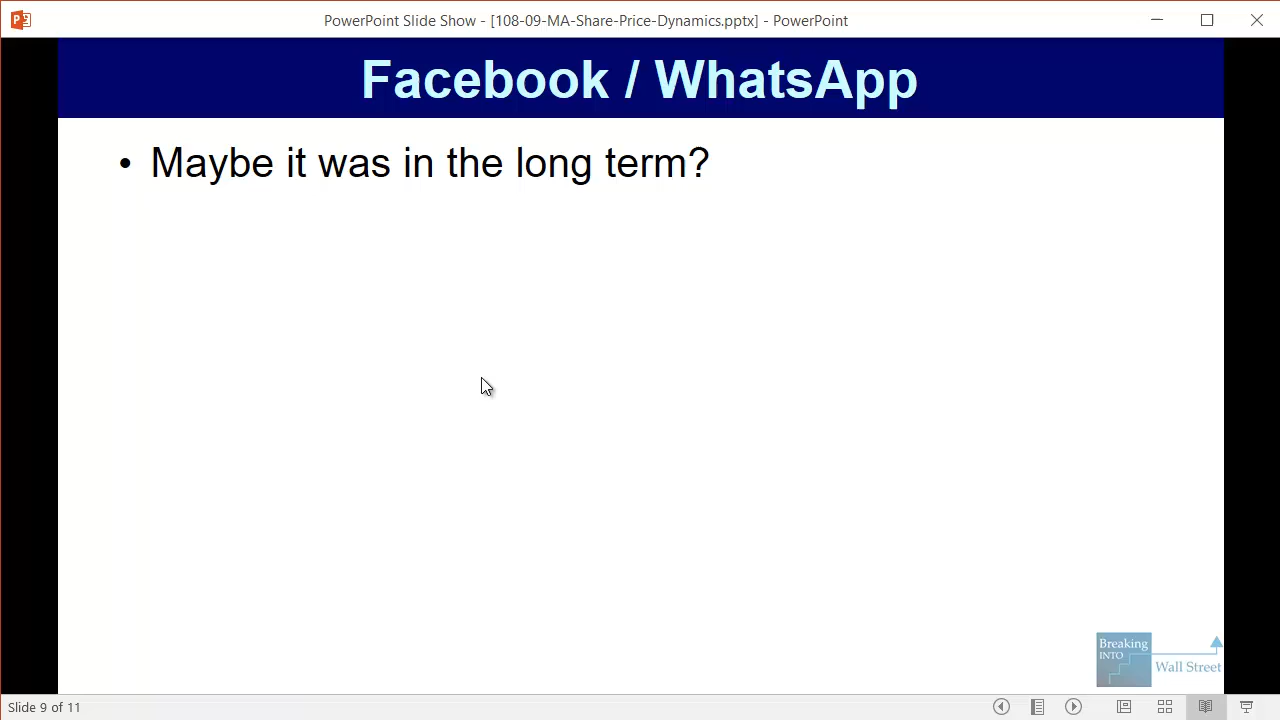 PowerPoint Slide Show - [108-09-MA-Share-Price-Dynamics.pptx] - PowerPoint
Facebook / WhatsApp
• Maybe it was in the long term?
Breaking
INTO
Wall Street
Slide 9 of 11